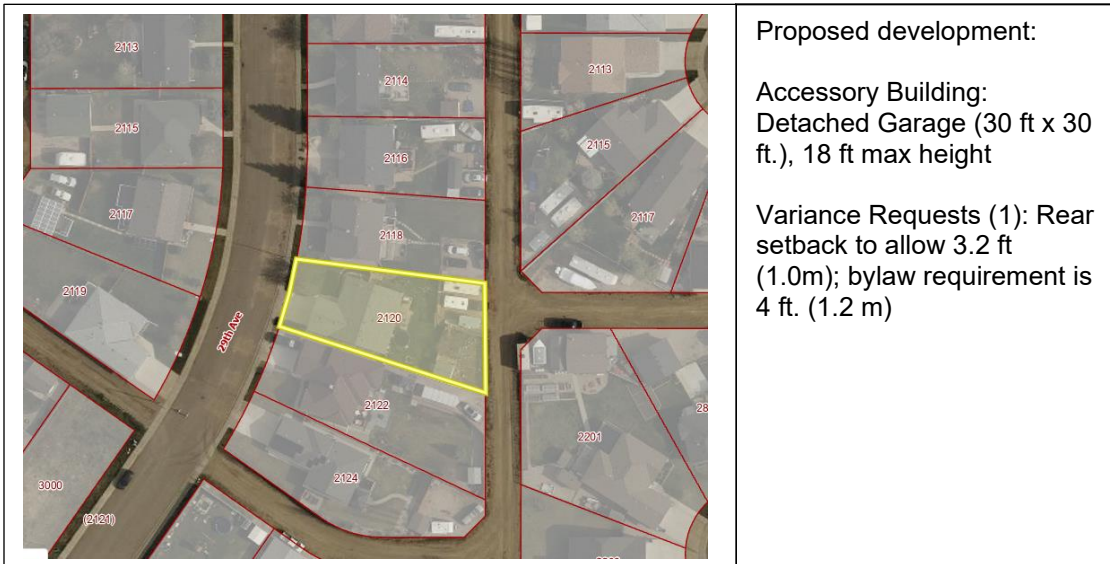 2113
2115
2117
2119
3000
(2121)
29th Ave
2114
2116
2118
2120
2122
2124
2113
2115
2117
2201
Proposed development:
Accessory Building:
Detached Garage (30 ft x 30
ft.), 18 ft max height
Variance Requests (1): Rear
setback to allow 3.2 ft
(1.0m); bylaw requirement is
4 ft. (1.2 m)